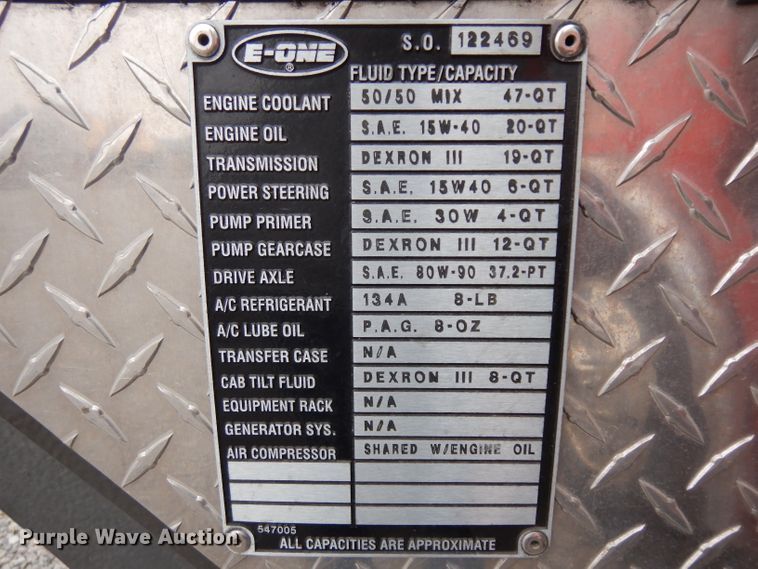 E-ONE ® S.O. 122469
FLUID TYPE/CAPACITY
ENGINE COOLANT 50/50 MIX 47-QT
ENGINE OIL S.A.E. 15W-40 20-QT
TRANSMISSION DEXRON III 19-QT
POWER STEERING S.A.E. 15W40 6-QT
PUMP PRIMER S.A.E. 30W 4-QT
PUMP GEARCASE DEXRON III 12-QT
DRIVE AXLE S.A.E. 80W-90 37.2-PT
A/C REFRIGERANT 134A 8-LB
A/C LUBE OIL P.A.G. 8-OZ
TRANSFER CASE N/A
CAB TILT FLUID DEXRON III 8-QT
EQUIPMENT RACK N/A
GENERATOR SYS. N/A
AIR COMPRESSOR SHARED W/ENGINE OIL
547005
ALL CAPACITIES ARE APPROXIMATE
Purple Wave Auction